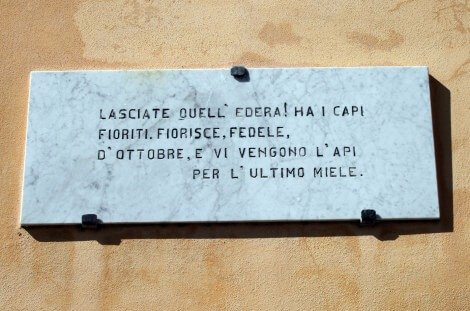 LASCIATE QUELL' EDERA! HA I CAPI
FIORITI. FIORISCE, FEDELE,
D'OTTOBRE, E VI VENGONO L'API
PER L'ULTIMO MIELE.